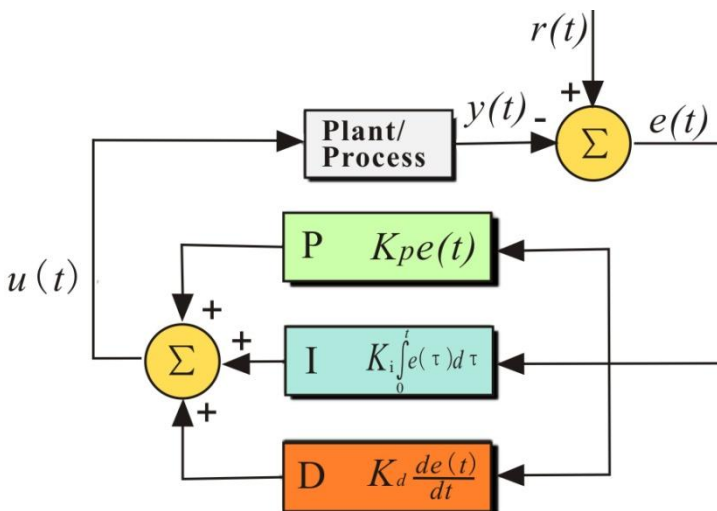 r(t)
+
y(t)
-
e(t)
Plant/
Process
Σ
P Kpe(t)
u(t)
+
+
Σ
I Ki∫0t e(τ)dτ
+
D Kd de(t)/dt